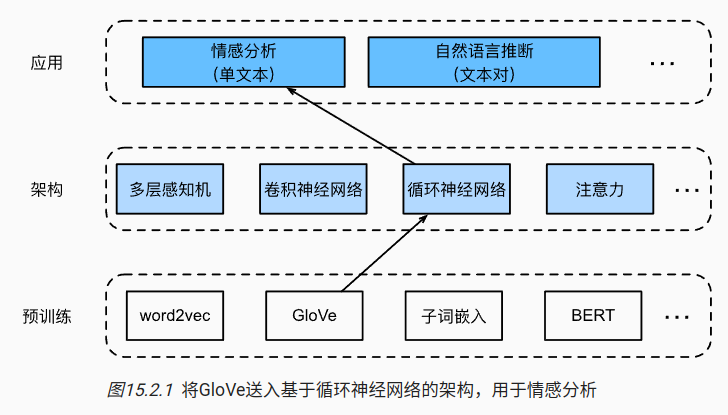 应用
情感分析
（单文本）
自然语言推断
（文本对）
...
架构
多层感知机
卷积神经网络
循环神经网络
注意力
...
预训练
word2vec
GloVe
子词嵌入
BERT
...
图15.2.1 将GloVe送入基于循环神经网络的架构，用于情感分析